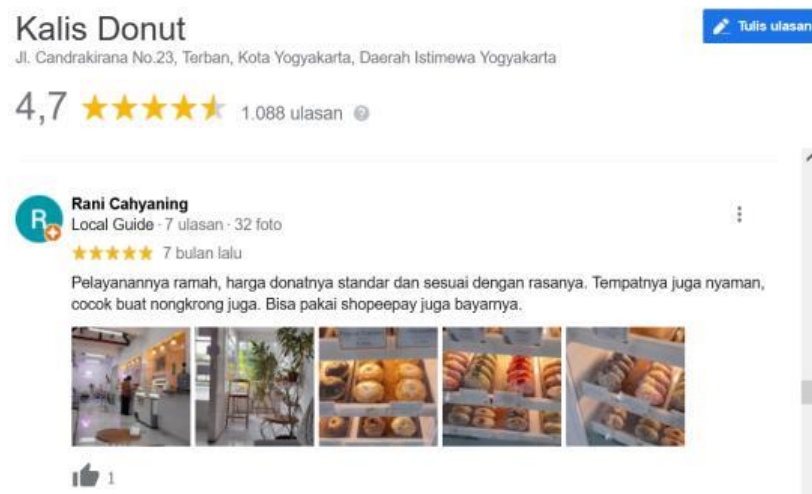 Kalis Donut
Tulis ulasan
Jl. Candrakirana No.23, Terban, Kota Yogyakarta, Daerah Istimewa Yogyakarta
4,7 1.088 ulasan
R
Rani Cahyaning
Local Guide · 7 ulasan · 32 foto
7 bulan lalu
Pelayanannya ramah, harga donatnya standar dan sesuai dengan rasanya. Tempatnya juga nyaman,
cocok buat nongkrong juga. Bisa pakai shopeepay juga bayarnya.
1